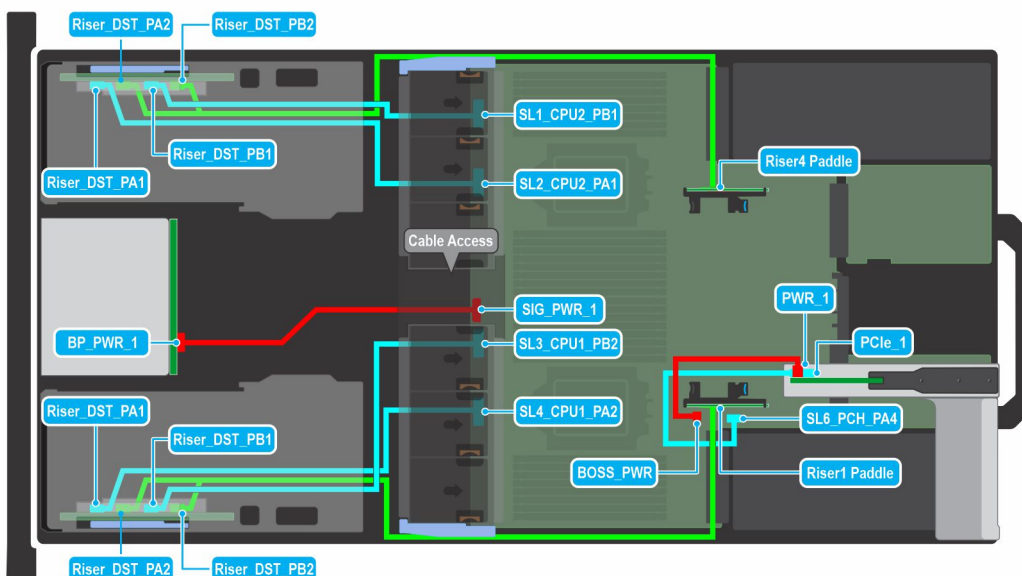 Riser_DST_PA2
Riser_DST_PB2
SL1_CPU2_PB1
Riser_DST_PB1
Riser4 Paddle
Riser_DST_PA1
SL2_CPU2_PA1
Cable Access
PWR_1
SIG_PWR_1
BP_PWR_1
SL3_CPU1_PB2
PCIe_1
Riser_DST_PA1
SL4_CPU1_PA2
SL6_PCH_PA4
Riser_DST_PB1
BOSS_PWR
Riser1 Paddle
Riser_DST_PA2
Riser_DST_PB2